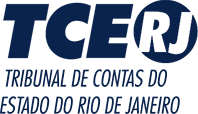 TCE RJ
TRIBUNAL DE CONTAS DO
ESTADO DO RIO DE JANEIRO